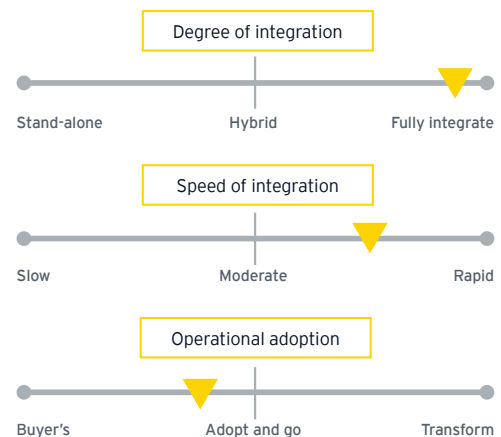 Degree of integration
Stand-alone Hybrid Fully integrate
Speed of integration
Slow Moderate Rapid
Operational adoption
Buyer's Adopt and go Transform